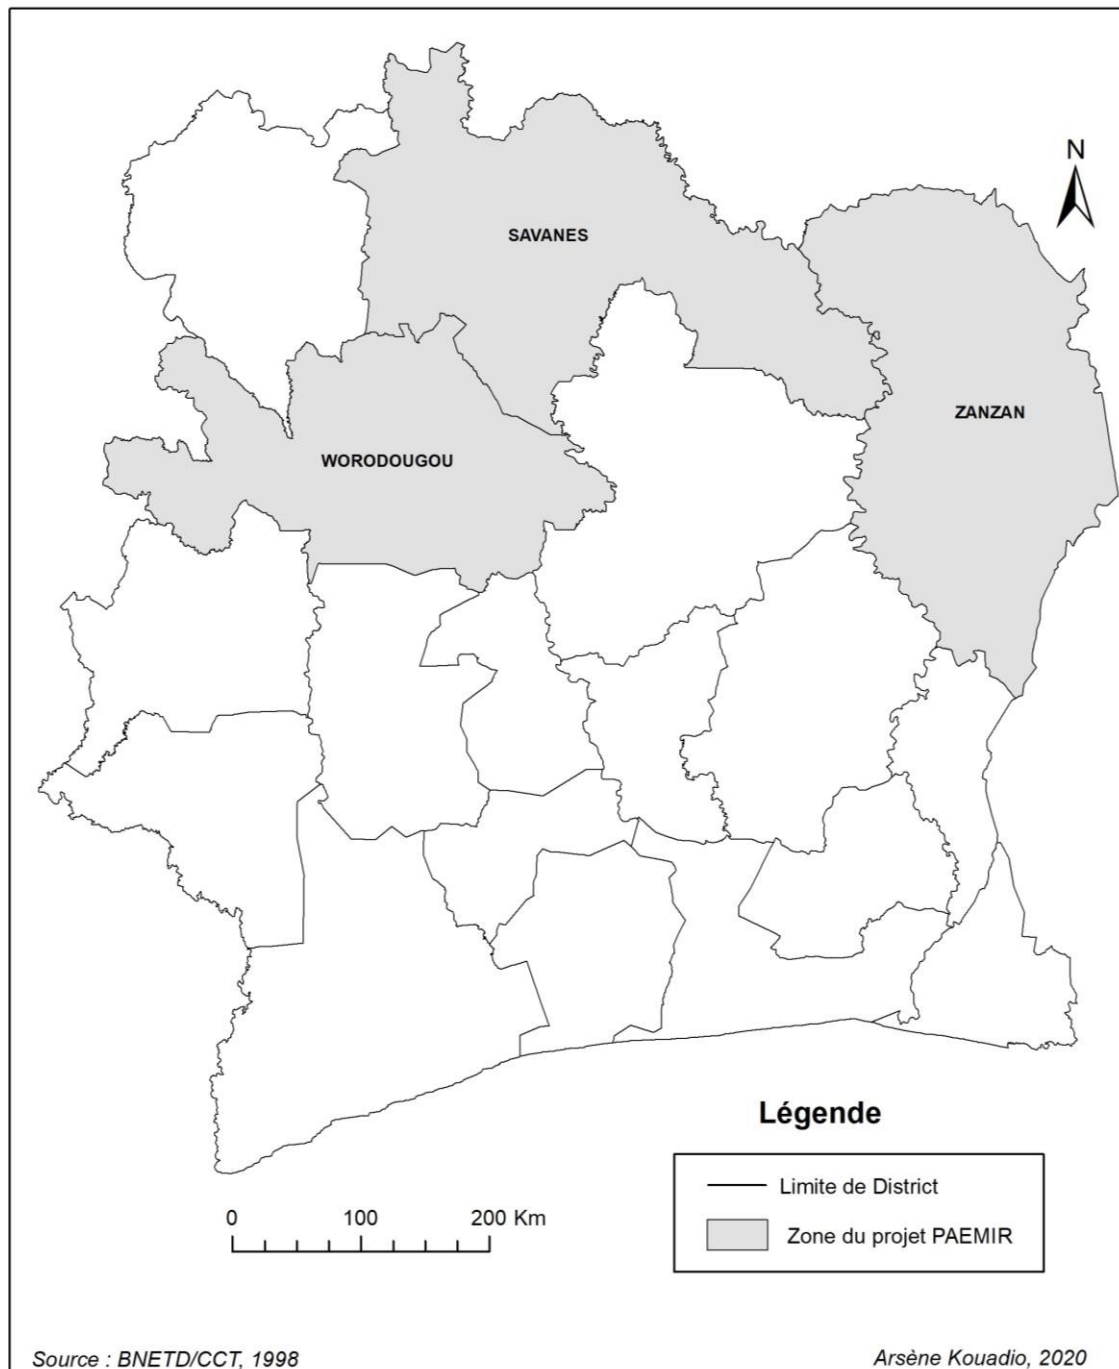 N
SAVANES
ZANZAN
WORODOUGOU
Légende
Limite de District
Zone du projet PAEMIR
0 100 200 Km
Source : BNETD/CCT, 1998
Arsène Kouadio, 2020